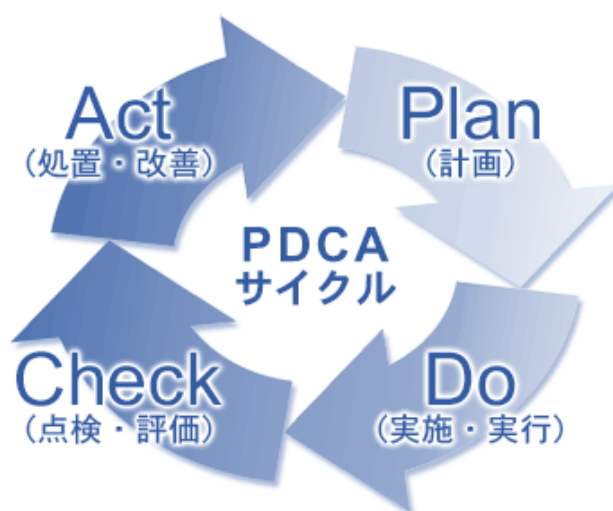 Act
(処置・改善)
Plan
(計画)
PDCA
サイクル
Check
(点検・評価)
Do
(実施・実行)